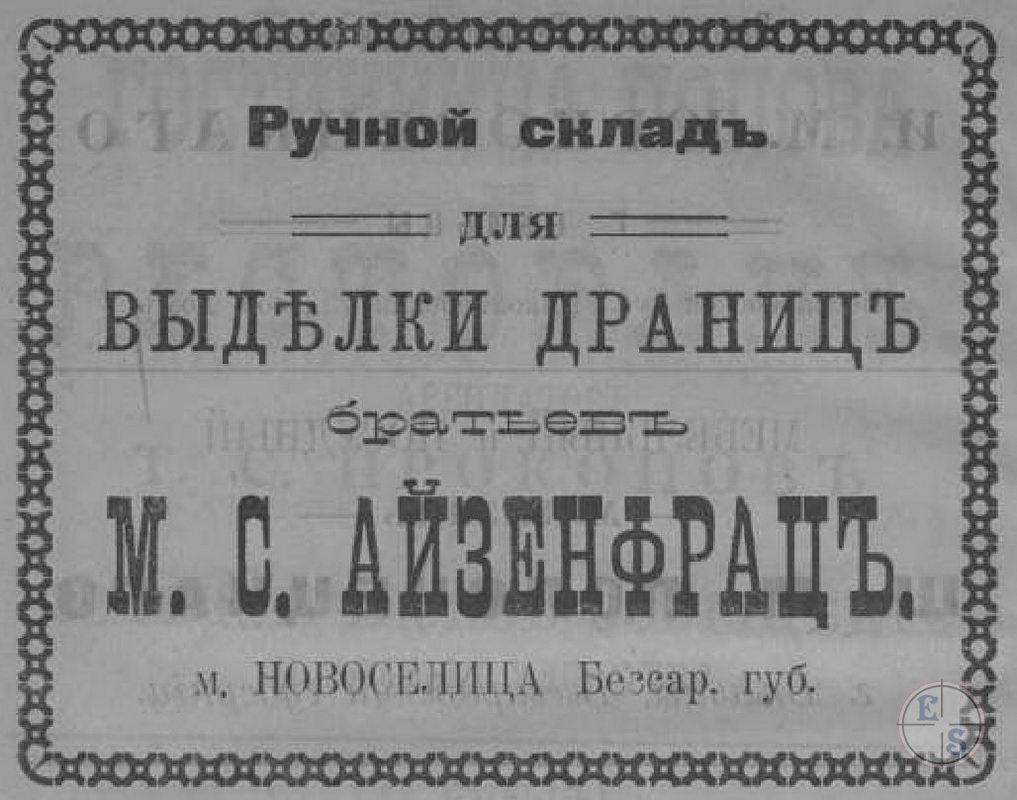 Ручной складъ.
для
ВЫДѢЛКИ ДРАНИЦЪ
братьевъ
М. С. АЙЗЕНФРАЦЪ.
м. НОВОСЕЛИЦА Безсар. губ.
E
S